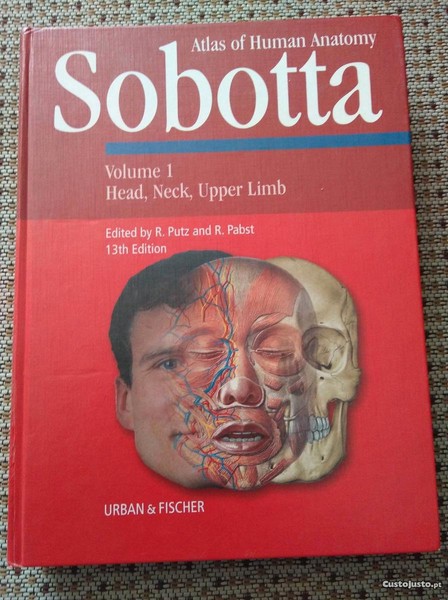 Atlas of Human Anatomy
Sobotta
Volume 1
Head, Neck, Upper Limb
Edited by R. Putz and R. Pabst
13th Edition
URBAN & FISCHER
CustoJusto.pt